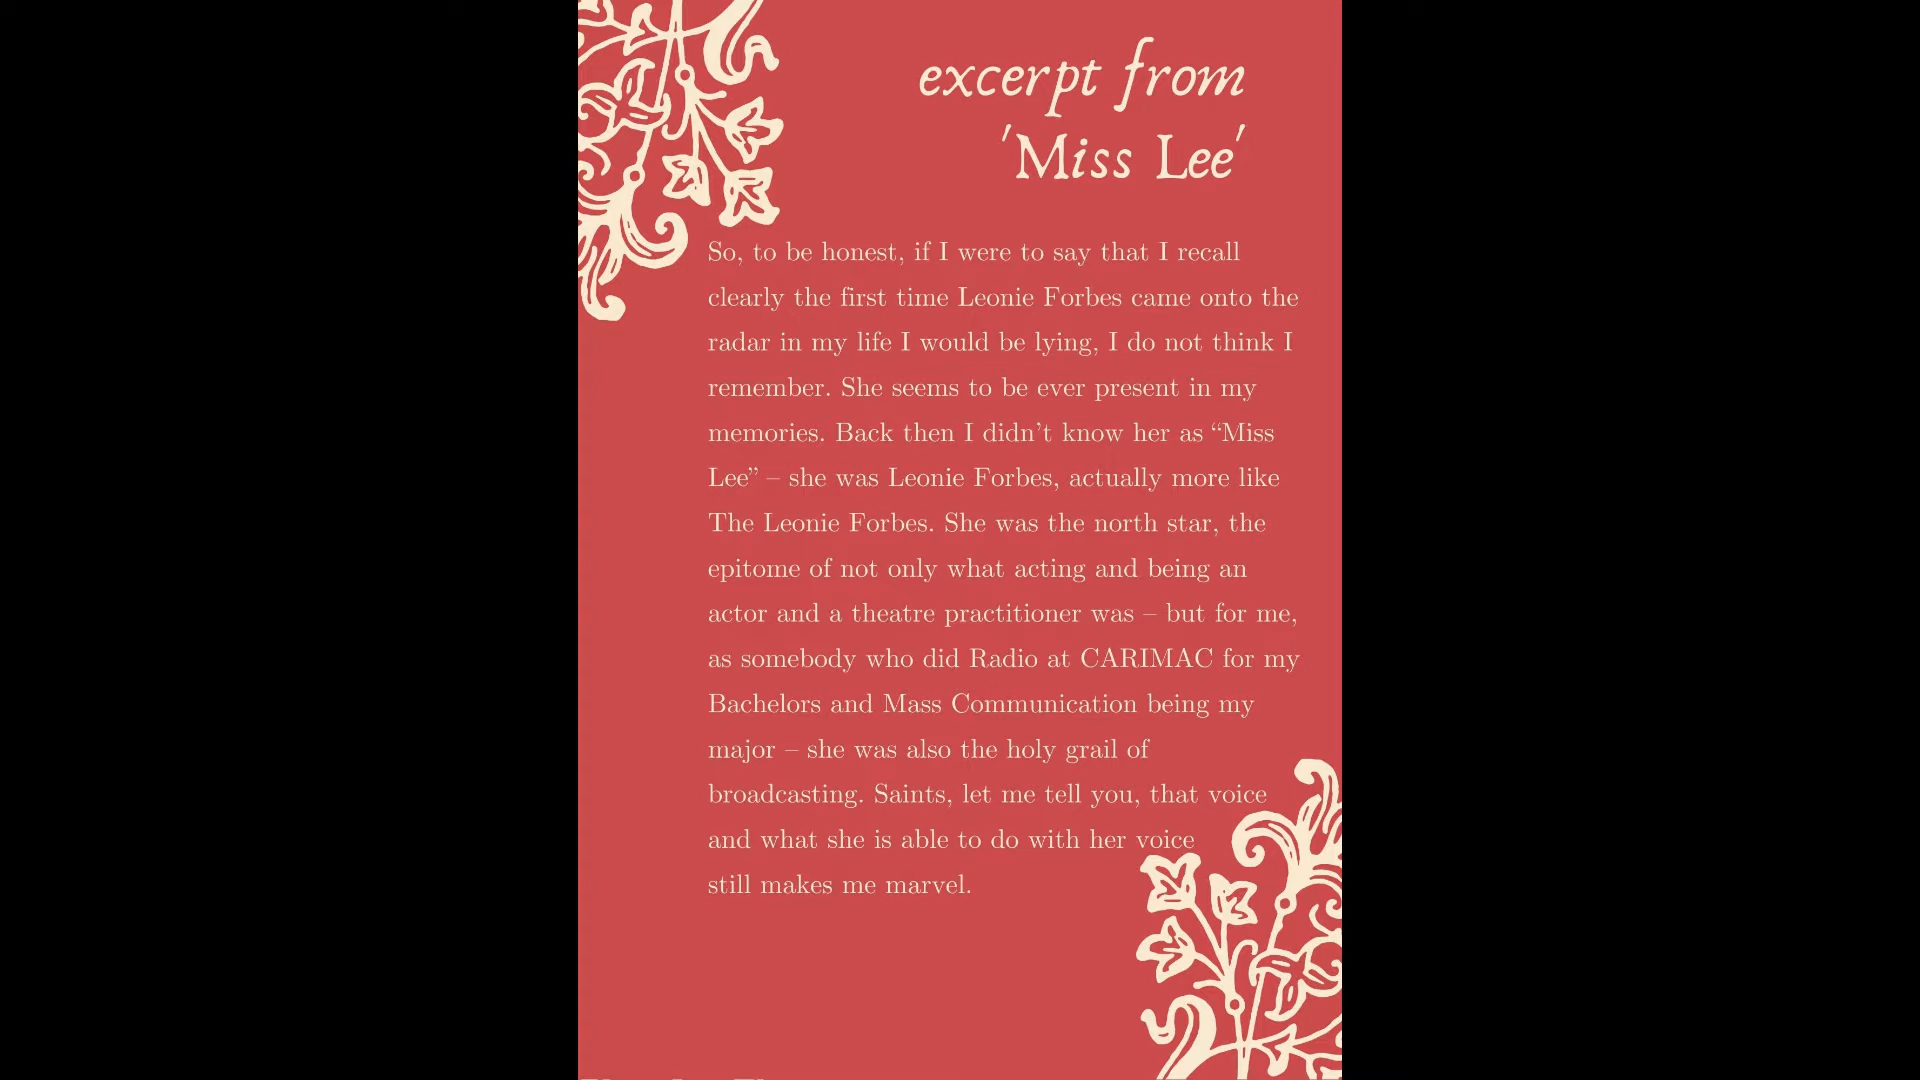 excerpt from
'Miss Lee'
So, to be honest, if I were to say that I recall
clearly the first time Leonie Forbes came onto the
radar in my life I would be lying, I do not think I
remember. She seems to be ever present in my
memories. Back then I didn't know her as “Miss
Lee” – she was Leonie Forbes, actually more like
The Leonie Forbes. She was the north star, the
epitome of not only what acting and being an
actor and a theatre practitioner was – but for me,
as somebody who did Radio at CARIMAC for my
Bachelors and Mass Communication being my
major – she was also the holy grail of
broadcasting. Saints, let me tell you, that voice
and what she is able to do with her voice
still makes me marvel.